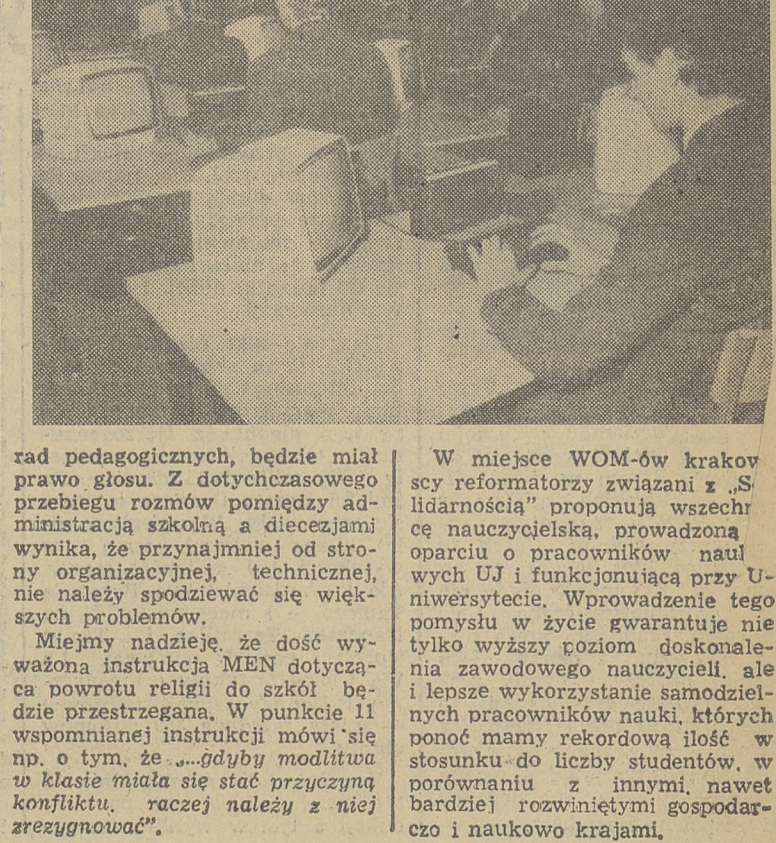 rad pedagogicznych, będzie miał
prawo głosu. Z dotychczasowego
przebiegu rozmów pomiędzy ad-
ministracją szkolną a diecezjami
wynika, że przynajmniej od stro-
ny organizacyjnej, technicznej,
nie należy spodziewać się więk-
szych problemów.
Miejmy nadzieję, że dość wy-
ważona instrukcja MEN dotyczą-
ca powrotu religii do szkół bę-
dzie przestrzegana. W punkcie 11
wspomnianej instrukcji mówi się
np. o tym, że „...gdyby modlitwa
w klasie miała się stać przyczyną
konfliktu, raczej należy z niej
zrezygnować”.
W miejsce WOM-ów krakow
scy reformatorzy związani z „S
lidarnością” proponują wszechn
cę nauczycielską, prowadzoną
oparciu o pracowników nauk
wych UJ i funkcjonującą przy U-
niwersytecie. Wprowadzenie tego
pomysłu w życie gwarantuje nie
tylko wyższy poziom doskonale-
nia zawodowego nauczycieli, ale
i lepsze wykorzystanie samodziel-
nych pracowników nauki, których
ponoć mamy rekordową ilość w
stosunku do liczby studentów, w
porównaniu z innymi, nawet
bardziej rozwiniętymi gospodar-
czo i naukowo krajami.